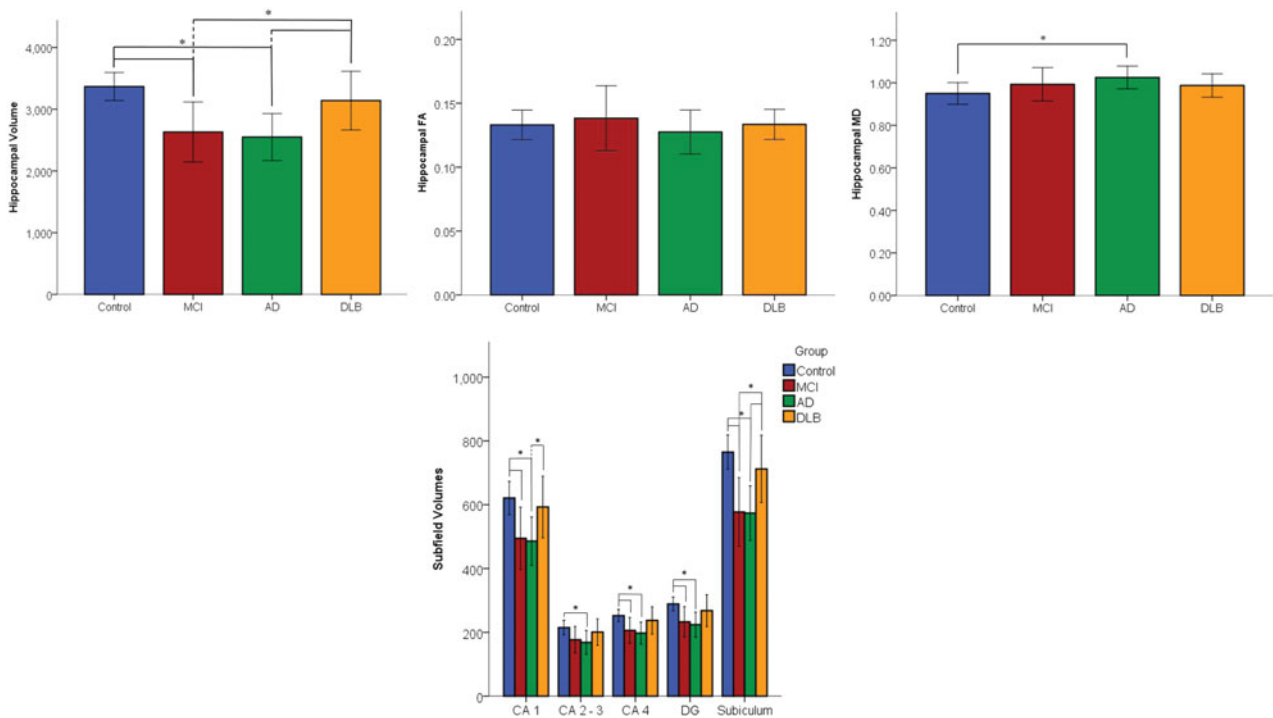 Hippocampal Volume
4,000
3,000
2,000
1,000
0
*
*
Control MCI AD DLB
Hippocampal FA
0.20
0.15
0.10
0.05
0.00
Control MCI AD DLB
Hippocampal MD
1.20
1.00
0.80
0.60
0.40
0.20
0.00
*
Control MCI AD DLB
Subfield Volumes
1,000
800
600
400
200
0
* * * * * * *
CA 1 CA 2 - 3 CA 4 DG Subiculum
Group
Control
MCI
AD
DLB